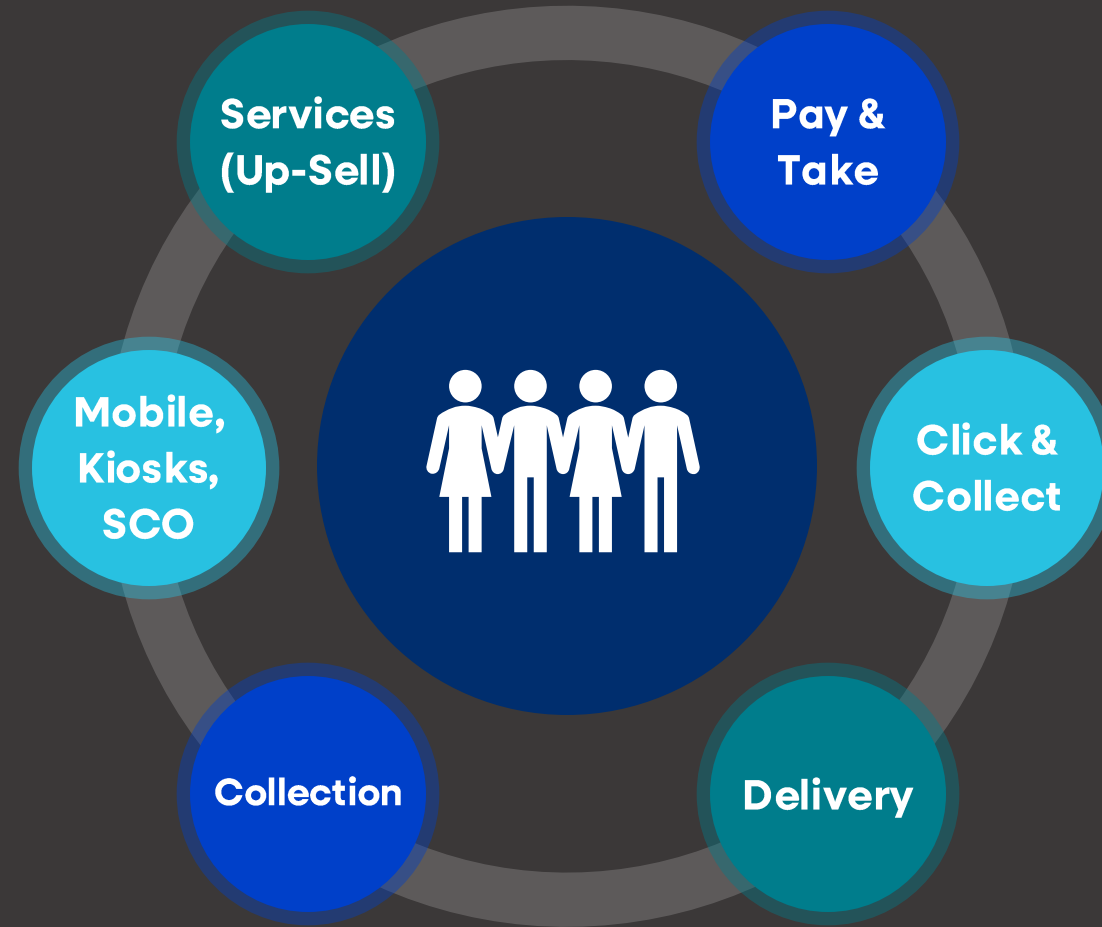 Services
(Up-Sell)
Pay &
Take
Mobile,
Kiosks,
SCO
Click &
Collect
Collection
Delivery